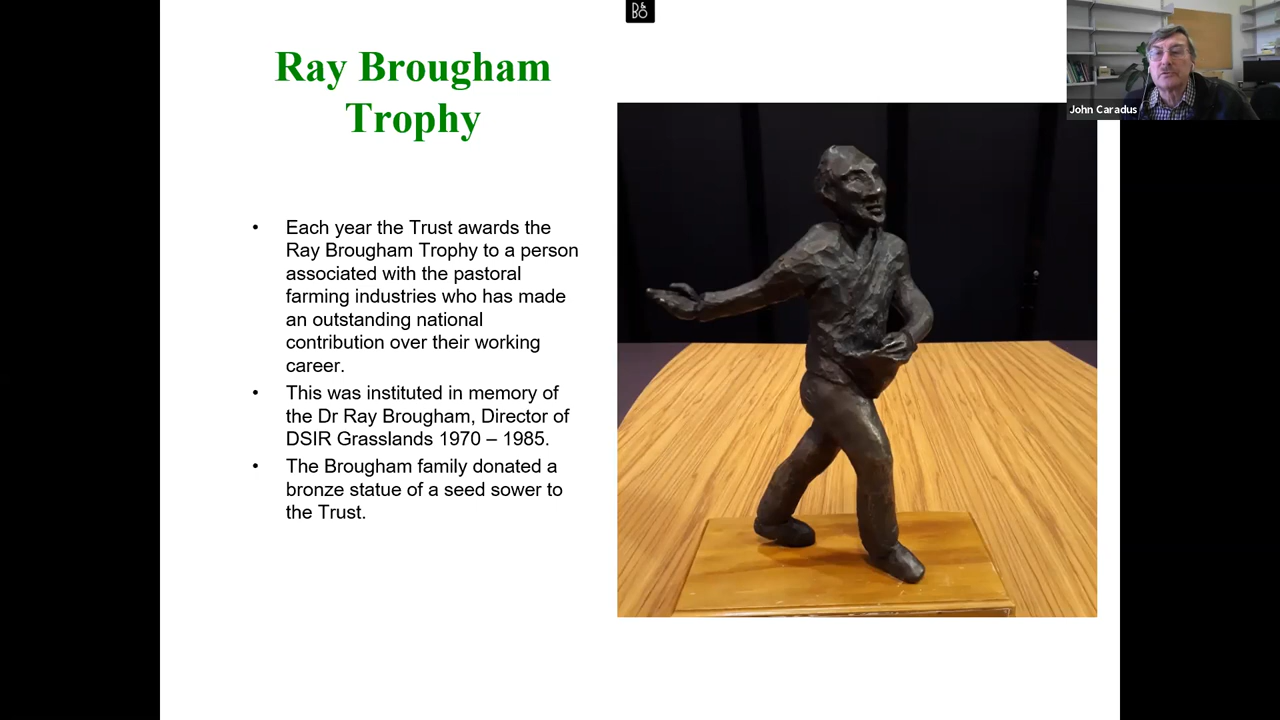 D&
BO
Ray Brougham
Trophy
John Caradus
• Each year the Trust awards the
Ray Brougham Trophy to a person
associated with the pastoral
farming industries who has made
an outstanding national
contribution over their working
career.
• This was instituted in memory of
the Dr Ray Brougham, Director of
DSIR Grasslands 1970 – 1985.
• The Brougham family donated a
bronze statue of a seed sower to
the Trust.